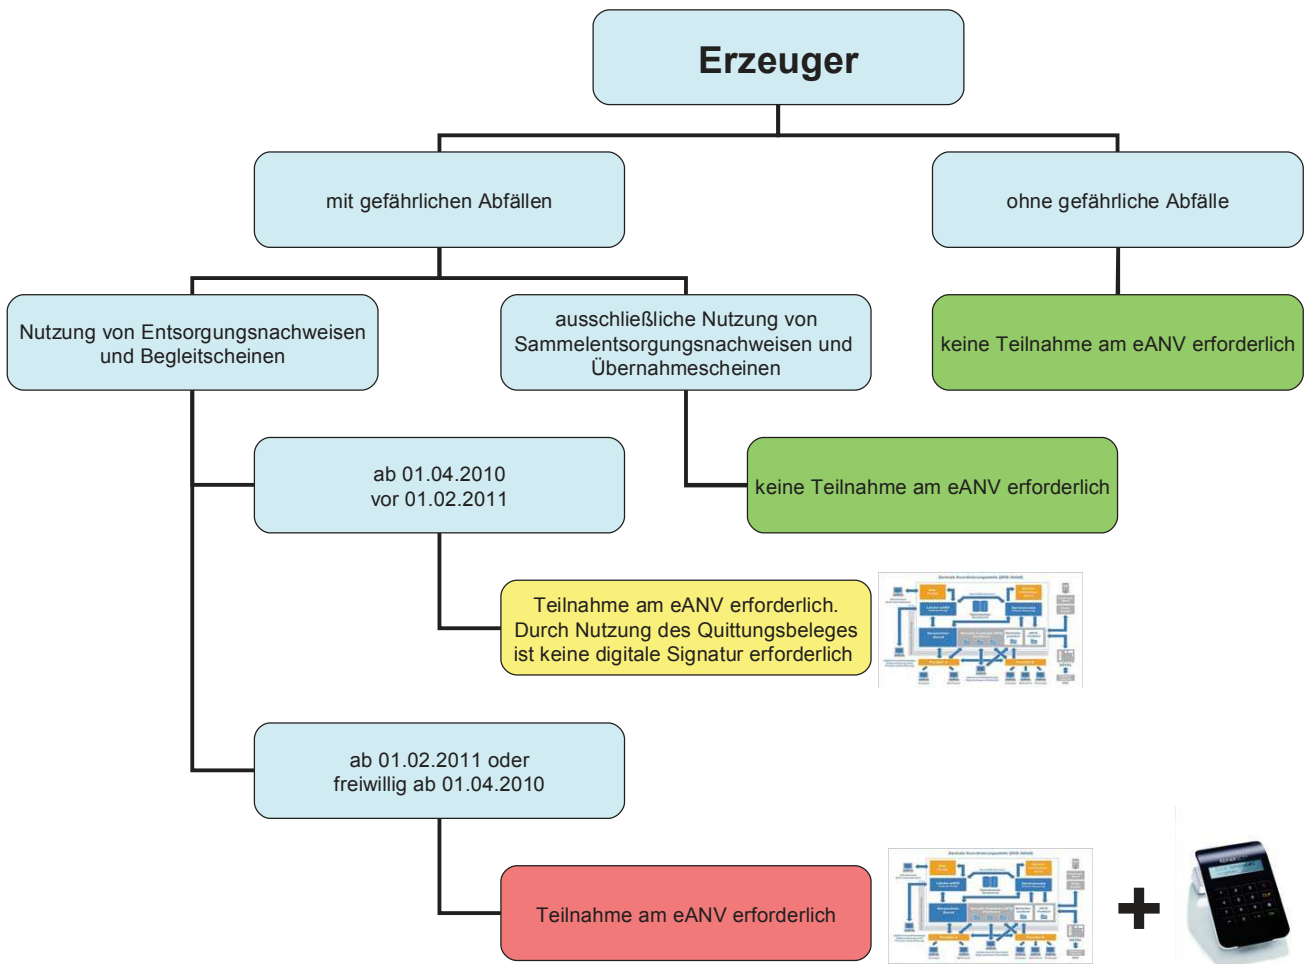 Erzeuger
mit gefährlichen Abfällen
ohne gefährliche Abfälle
Nutzung von Entsorgungsnachweisen
und Begleitscheinen
ausschließliche Nutzung von
Sammelentsorgungsnachweisen und
Übernahmescheinen
keine Teilnahme am eANV erforderlich
ab 01.04.2010
vor 01.02.2011
keine Teilnahme am eANV erforderlich
Teilnahme am eANV erforderlich.
Durch Nutzung des Quittungsbeleges
ist keine digitale Signatur erforderlich
ab 01.02.2011 oder
freiwillig ab 01.04.2010
Teilnahme am eANV erforderlich
+